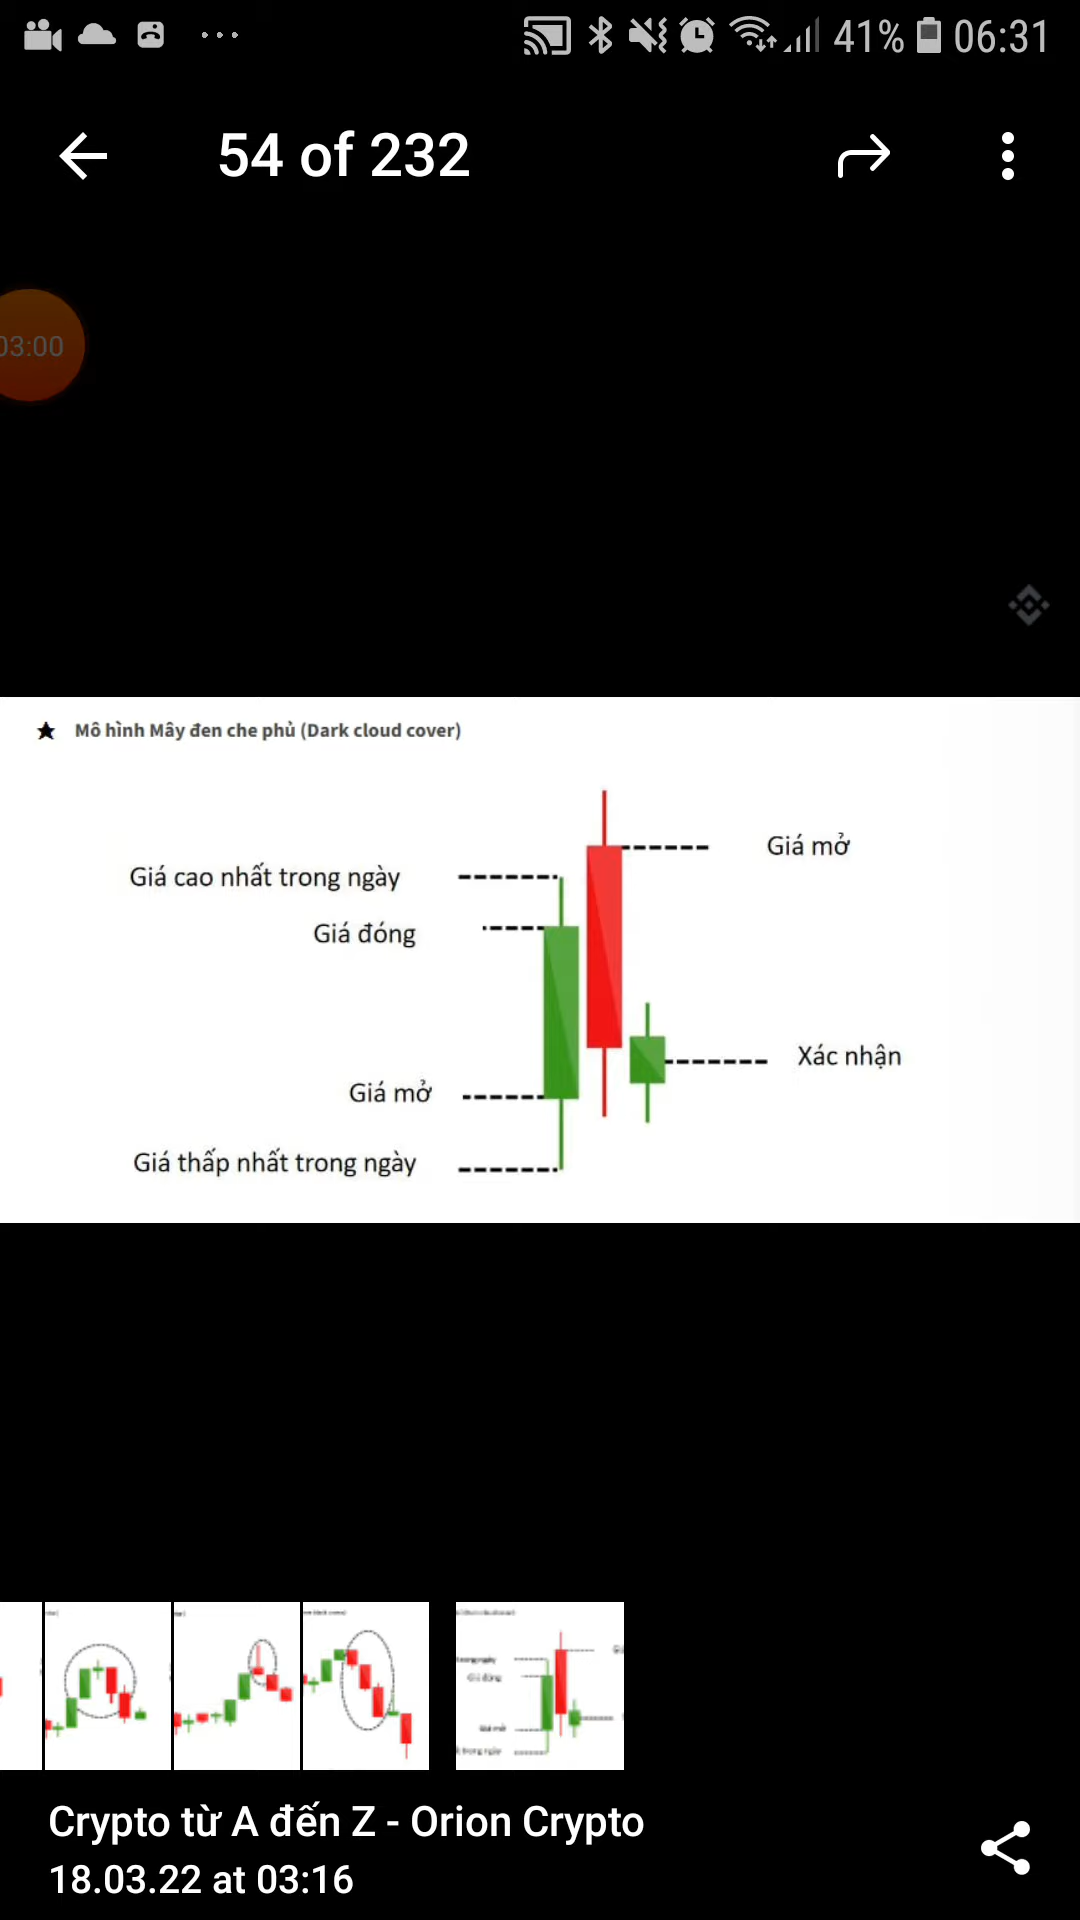 41% 06:31
54 of 232
03:00
★ Mô hình Mây đen che phủ (Dark cloud cover)
Giá mở
Giá cao nhất trong ngày
Giá đóng
Xác nhận
Giá mở
Giá thấp nhất trong ngày
Crypto từ A đến Z - Orion Crypto
18.03.22 at 03:16